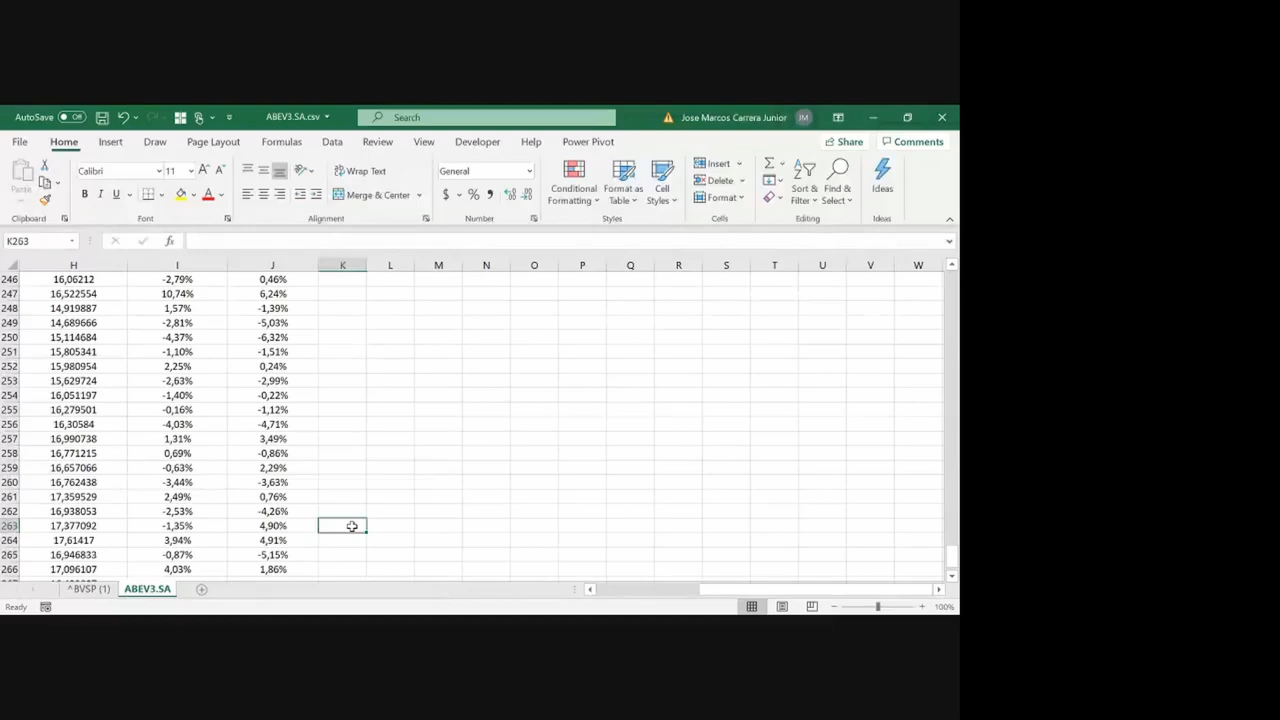 AutoSave Off ABEV3.SA.csv Search Jose Marcos Carrera Junior JM
File Home Insert Draw Page Layout Formulas Data Review View Developer Help Power Pivot Share Comments
Paste Calibri 11 A A Wrap Text General Conditional Formatting Format as Table Cell Styles Insert Delete Format Sort & Filter Find & Select Ideas
B I U A Merge & Center $ % 9
Clipboard Font Alignment Number Styles Cells Editing Ideas
K263 fx
H I J K L M N O P Q R S T U V W
246 16,06212 -2,79% 0,46%
247 16,522554 10,74% 6,24%
248 14,919887 1,57% -1,39%
249 14,689666 -2,81% -5,03%
250 15,114684 -4,37% -6,32%
251 15,805341 -1,10% -1,51%
252 15,980954 2,25% 0,24%
253 15,629724 -2,63% -2,99%
254 16,051197 -1,40% -0,22%
255 16,279501 -0,16% -1,12%
256 16,30584 -4,03% -4,71%
257 16,990738 1,31% 3,49%
258 16,771215 0,69% -0,86%
259 16,657066 -0,63% 2,29%
260 16,762438 -3,44% -3,63%
261 17,359529 2,49% 0,76%
262 16,938053 -2,53% -4,26%
263 17,377092 -1,35% 4,90%
264 17,61417 3,94% 4,91%
265 16,946833 -0,87% -5,15%
266 17,096107 4,03% 1,86%
^BVSP (1) ABEV3.SA
Ready 100%